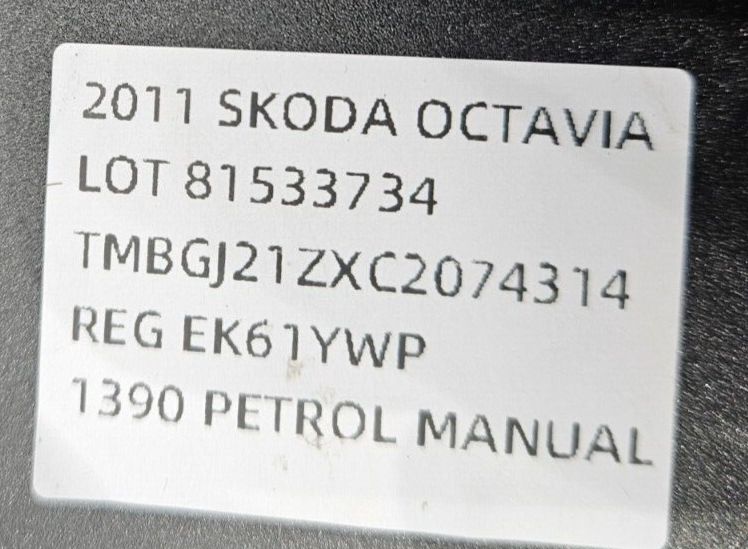 2011 SKODA OCTAVIA
LOT 81533734
TMBGJ21ZXC2074314
REG EK61YWP
1390 PETROL MANUAL